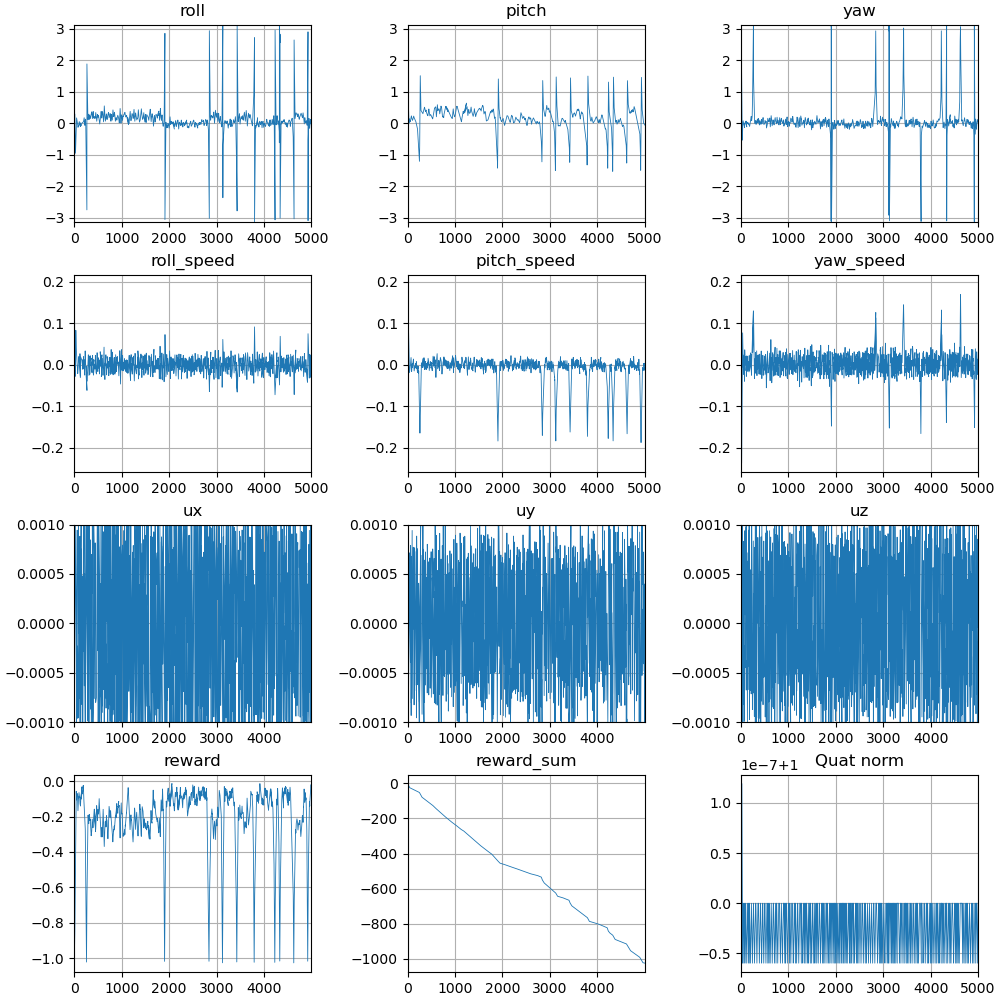 roll pitch yaw
3 3 3
2 2 2
1 1 1
0 0 0
−1 −1 −1
−2 −2 −2
−3 −3 −3
0 1000 2000 3000 4000 5000 0 1000 2000 3000 4000 5000 0 1000 2000 3000 4000 5000
roll_speed pitch_speed yaw_speed
0.2 0.2 0.2
0.1 0.1 0.1
0.0 0.0 0.0
−0.1 −0.1 −0.1
−0.2 −0.2 −0.2
0 1000 2000 3000 4000 5000 0 1000 2000 3000 4000 5000 0 1000 2000 3000 4000 5000
ux uy uz
0.0010 0.0010 0.0010
0.0005 0.0005 0.0005
0.0000 0.0000 0.0000
−0.0005 −0.0005 −0.0005
−0.0010 −0.0010 −0.0010
0 1000 2000 3000 4000 0 1000 2000 3000 4000 0 1000 2000 3000 4000
reward reward_sum Quat norm
1e−7+1
0.0 0 1.0
−0.2 −200 0.5
−0.4 −400 0.0
−0.6 −600 −0.5
−0.8 −800
−1.0 −1000
0 1000 2000 3000 4000 5000 0 1000 2000 3000 4000 5000 0 1000 2000 3000 4000 5000